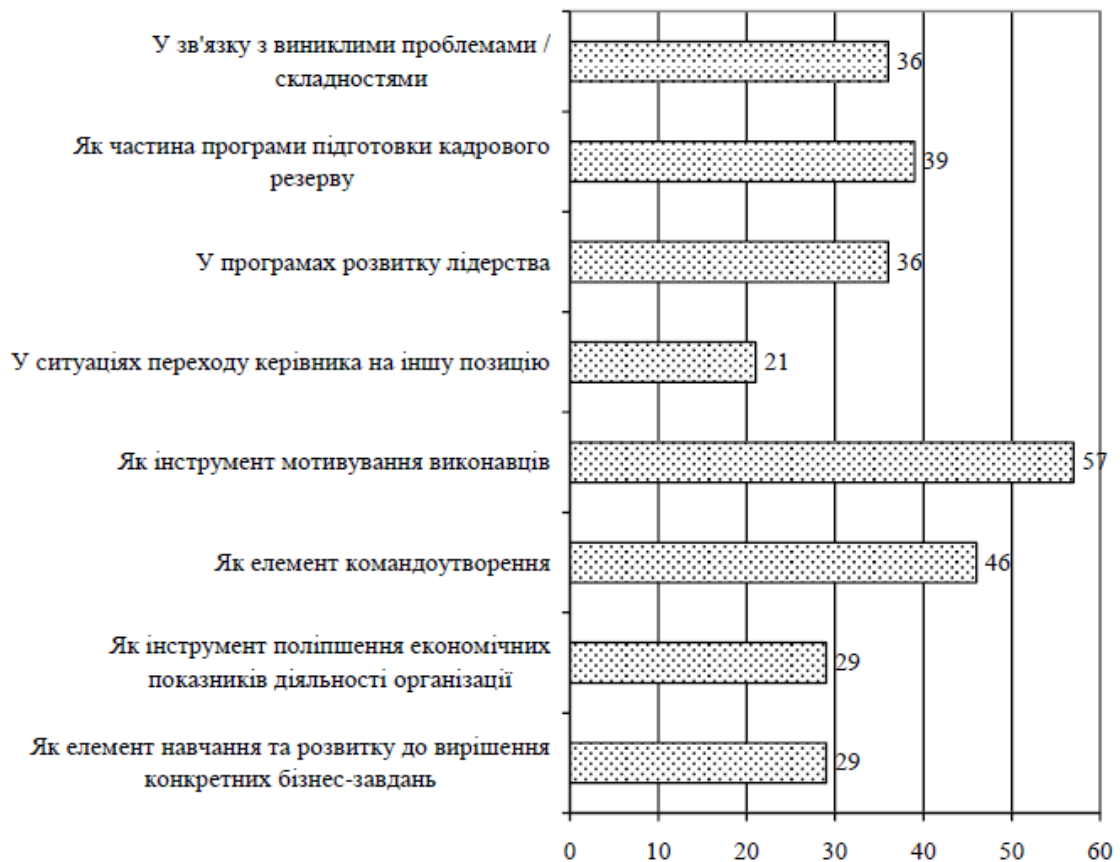 У зв'язку з виниклими проблемами /
складностями
36
Як частина програми підготовки кадрового
резерву
39
У програмах розвитку лідерства
36
У ситуаціях переходу керівника на іншу позицію
21
Як інструмент мотивування виконавців
57
Як елемент командоутворення
46
Як інструмент поліпшення економічних
показників діяльності організації
29
Як елемент навчання та розвитку до вирішення
конкретних бізнес-завдань
29
0 10 20 30 40 50 60